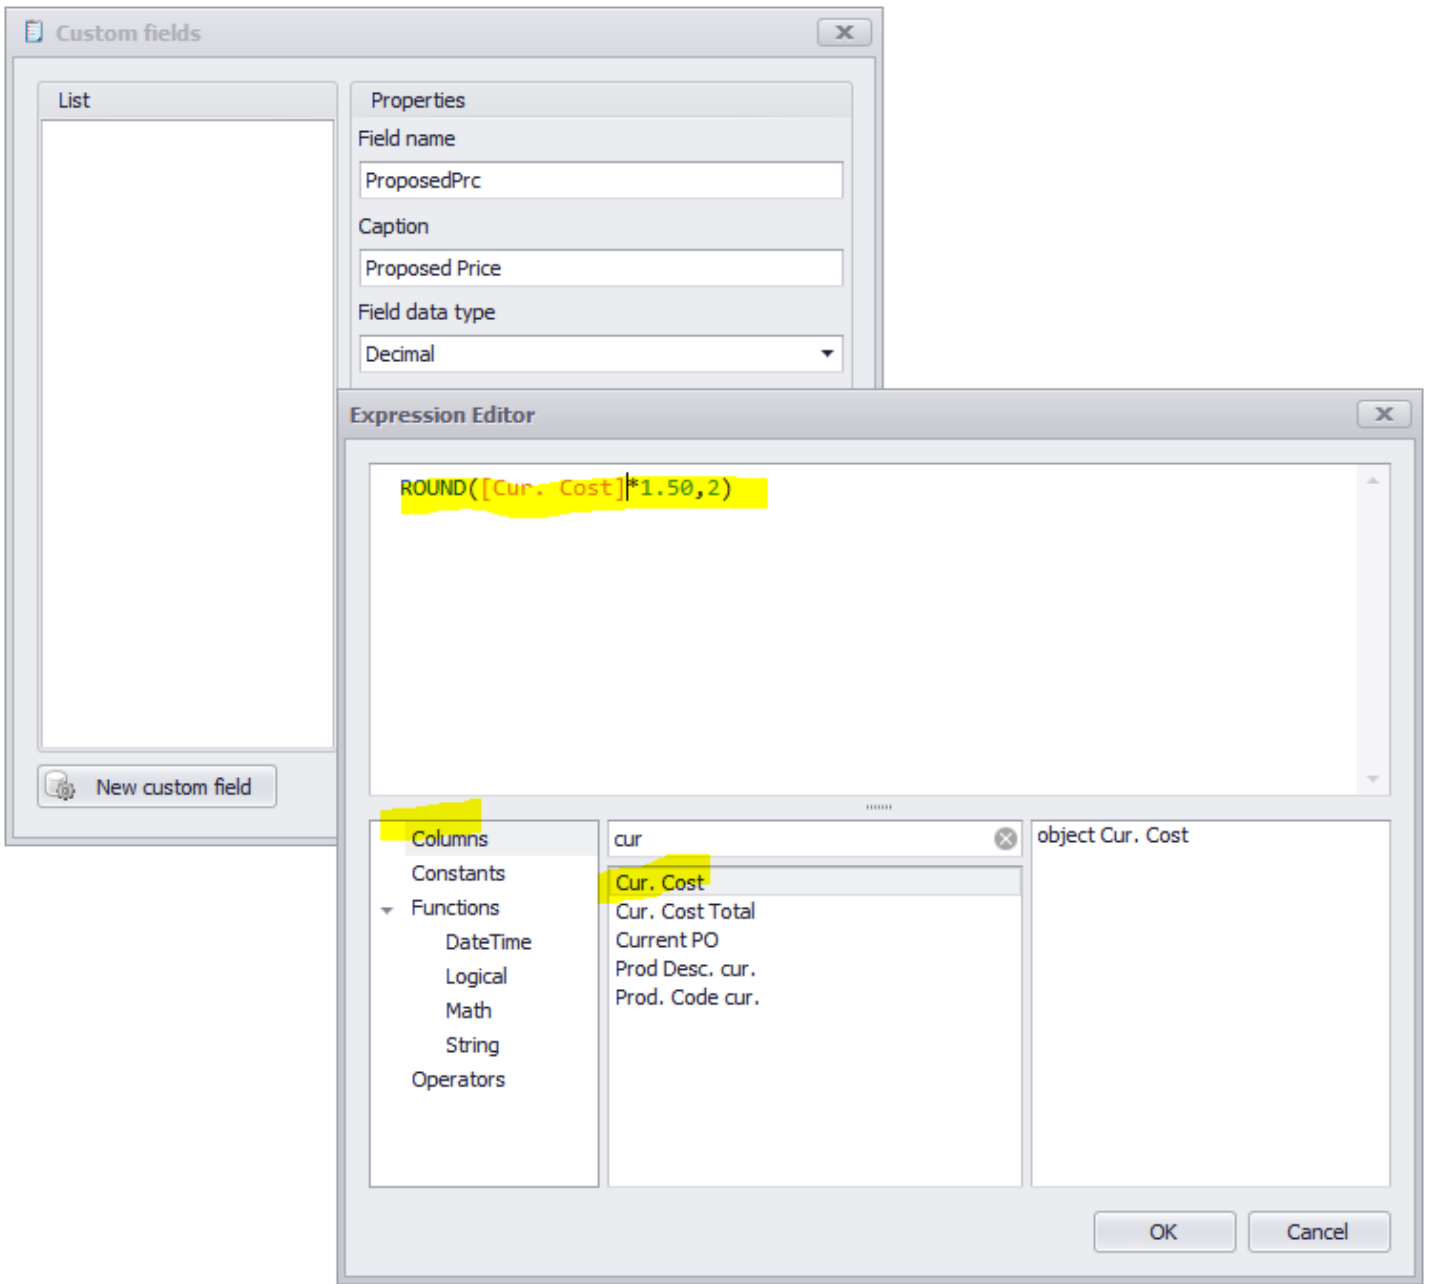 Custom fields
List
Properties
Field name
ProposedPrc
Caption
Proposed Price
Field data type
Decimal
New custom field
Expression Editor
ROUND([Cur. Cost]*1.50,2)
Columns
Constants
Functions
DateTime
Logical
Math
String
Operators
cur
Cur. Cost
Cur. Cost Total
Current PO
Prod Desc. cur.
Prod. Code cur.
object Cur. Cost
OK
Cancel